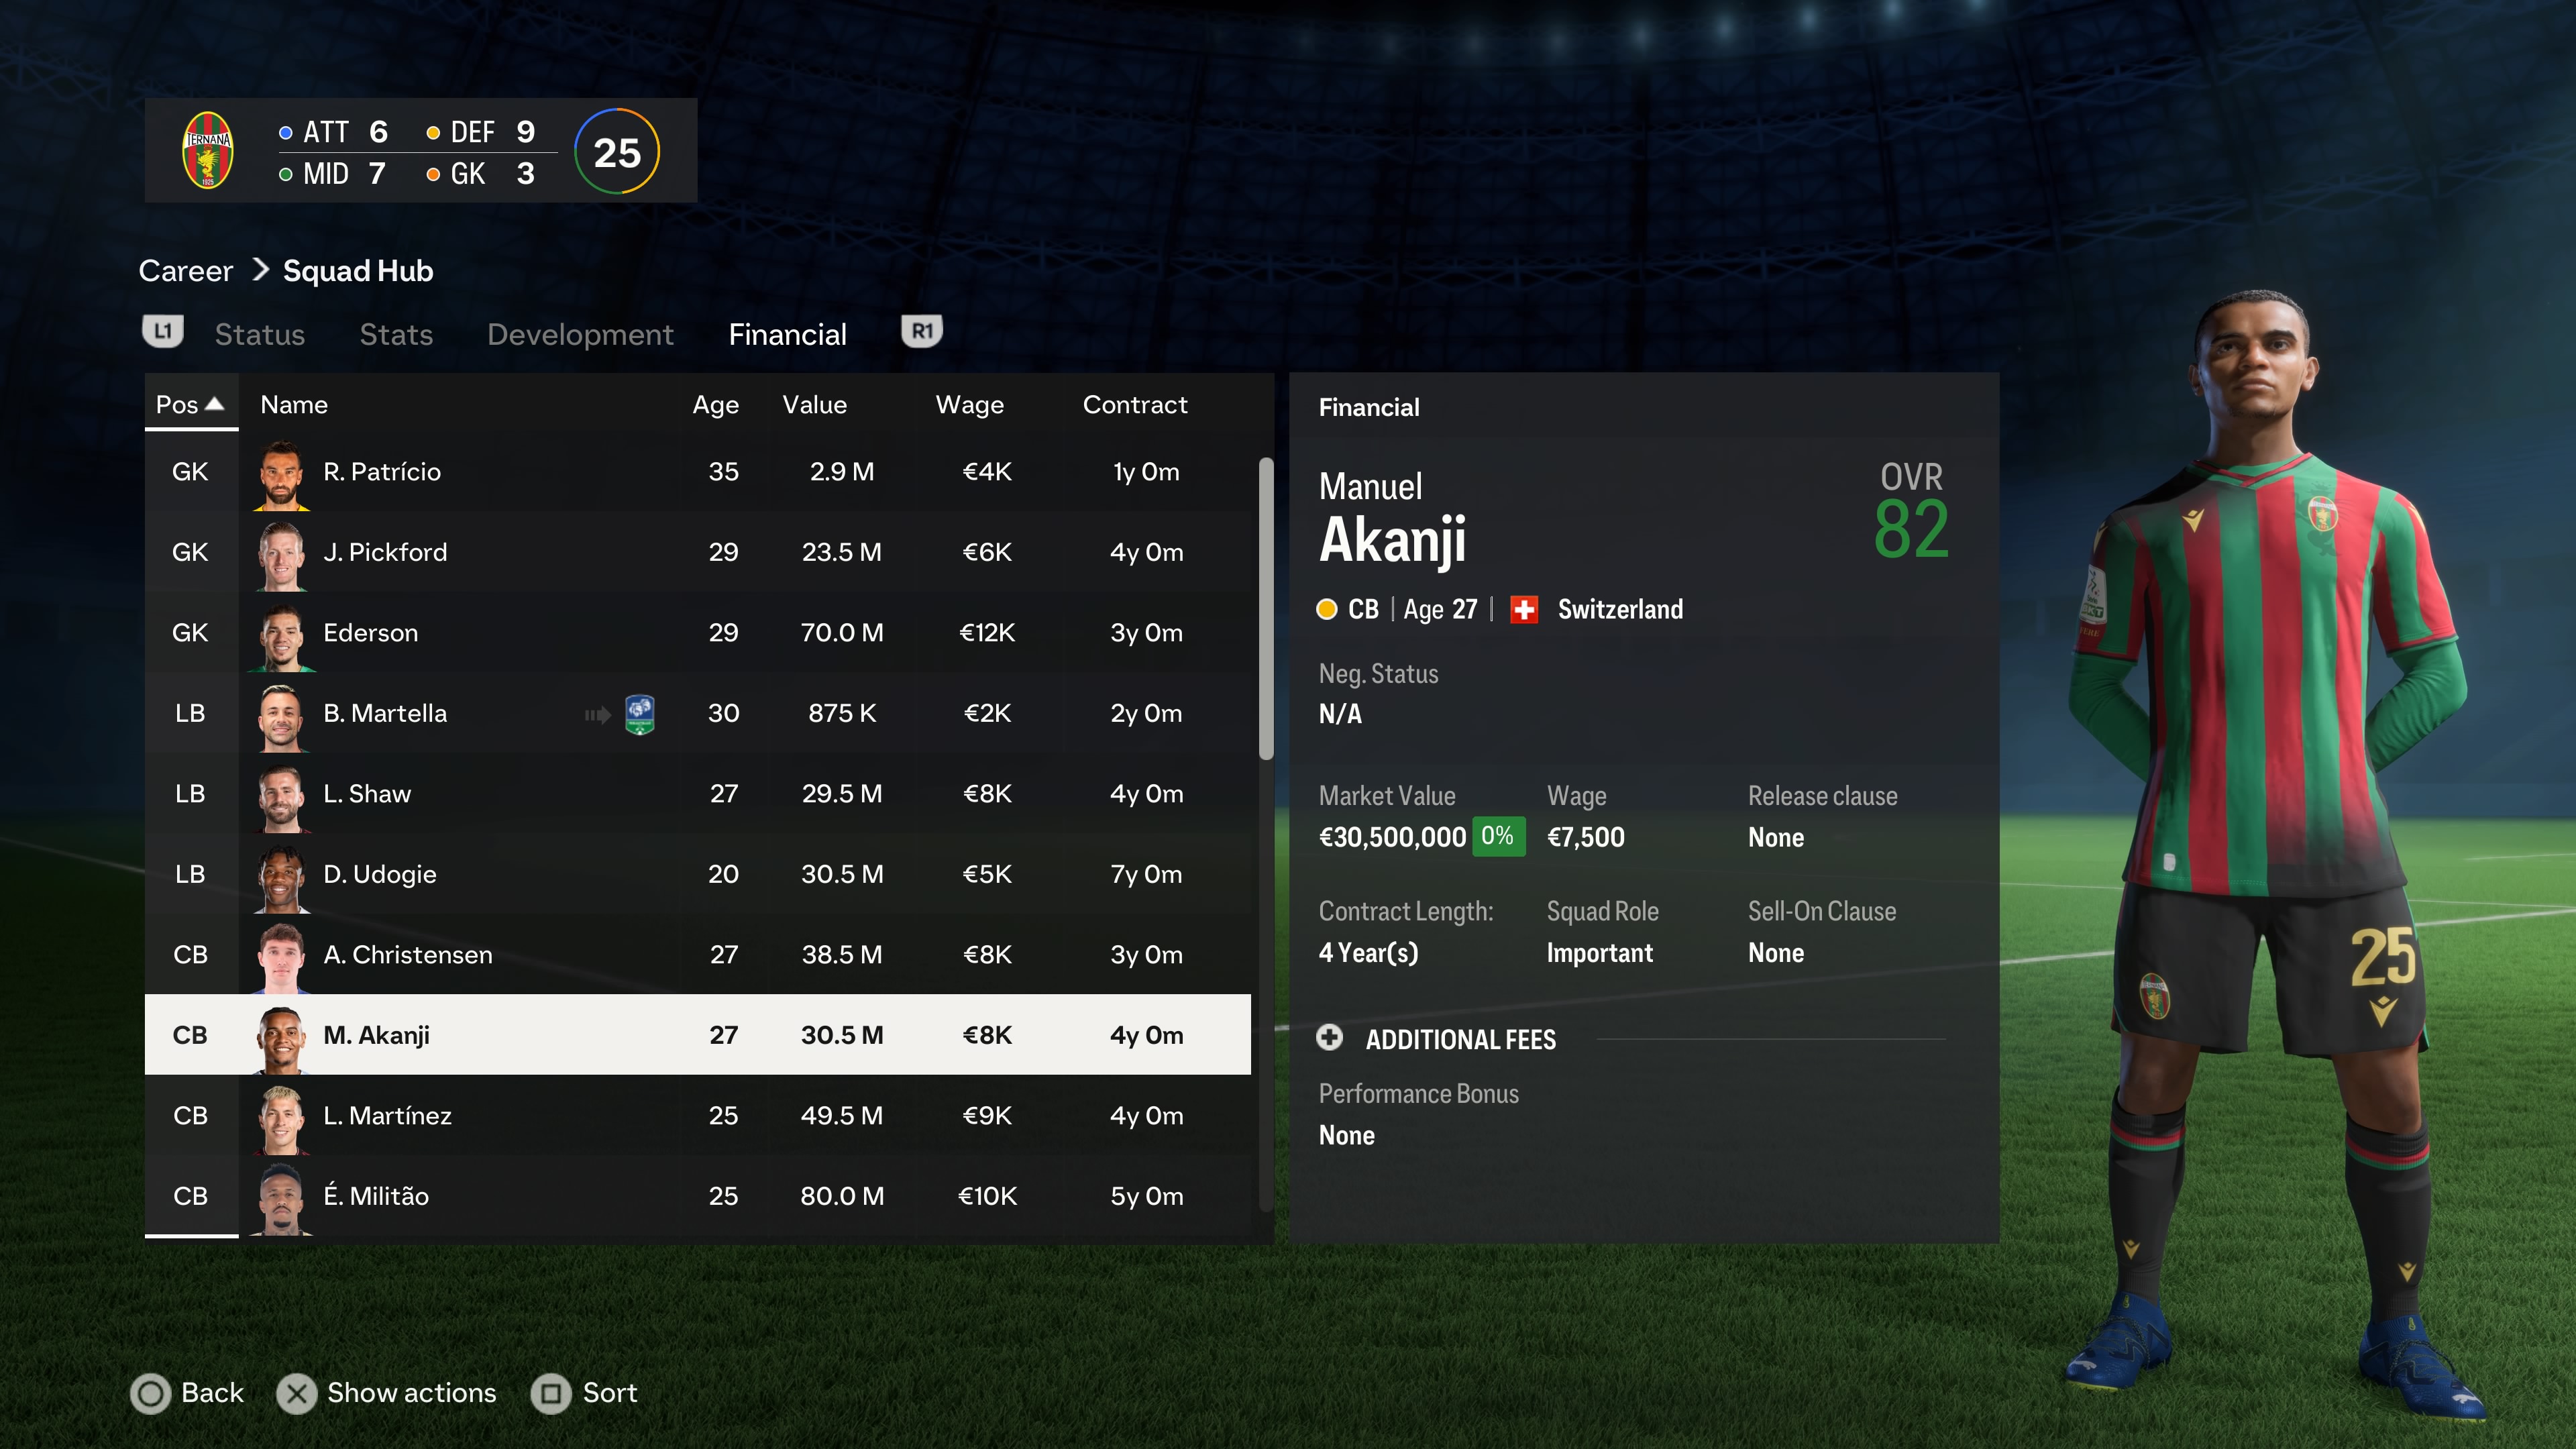 TERNANA
1925
ATT 6 DEF 9
MID 7 GK 3
25
Career > Squad Hub
L1 Status Stats Development Financial R1
Pos Name Age Value Wage Contract
GK R. Patrício 35 2.9 M €4K 1y 0m
GK J. Pickford 29 23.5 M €6K 4y 0m
GK Ederson 29 70.0 M €12K 3y 0m
LB B. Martella 30 875 K €2K 2y 0m
LB L. Shaw 27 29.5 M €8K 4y 0m
LB D. Udogie 20 30.5 M €5K 7y 0m
CB A. Christensen 27 38.5 M €8K 3y 0m
CB M. Akanji 27 30.5 M €8K 4y 0m
CB L. Martínez 25 49.5 M €9K 4y 0m
CB É. Militão 25 80.0 M €10K 5y 0m
Financial
Manuel
Akanji
OVR
82
CB | Age 27 | Switzerland
Neg. Status
N/A
Market Value Wage Release clause
€30,500,000 0% €7,500 None
Contract Length: Squad Role Sell-On Clause
4 Year(s) Important None
ADDITIONAL FEES
Performance Bonus
None
25
Back Show actions Sort